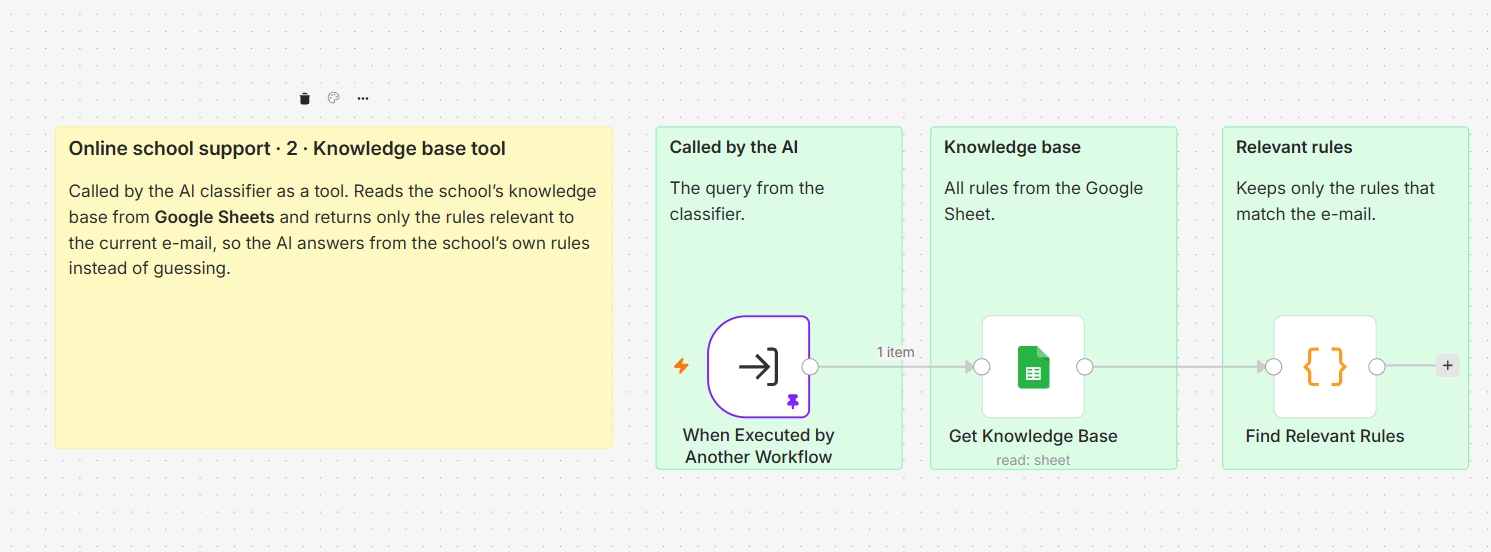 Online school support · 2 · Knowledge base tool
Called by the AI classifier as a tool. Reads the school’s knowledge
base from Google Sheets and returns only the rules relevant to
the current e-mail, so the AI answers from the school’s own rules
instead of guessing.
Called by the AI
The query from the
classifier.
1 item
When Executed by
Another Workflow
Knowledge base
All rules from the Google
Sheet.
Get Knowledge Base
read: sheet
Relevant rules
Keeps only the rules that
match the e-mail.
Find Relevant Rules